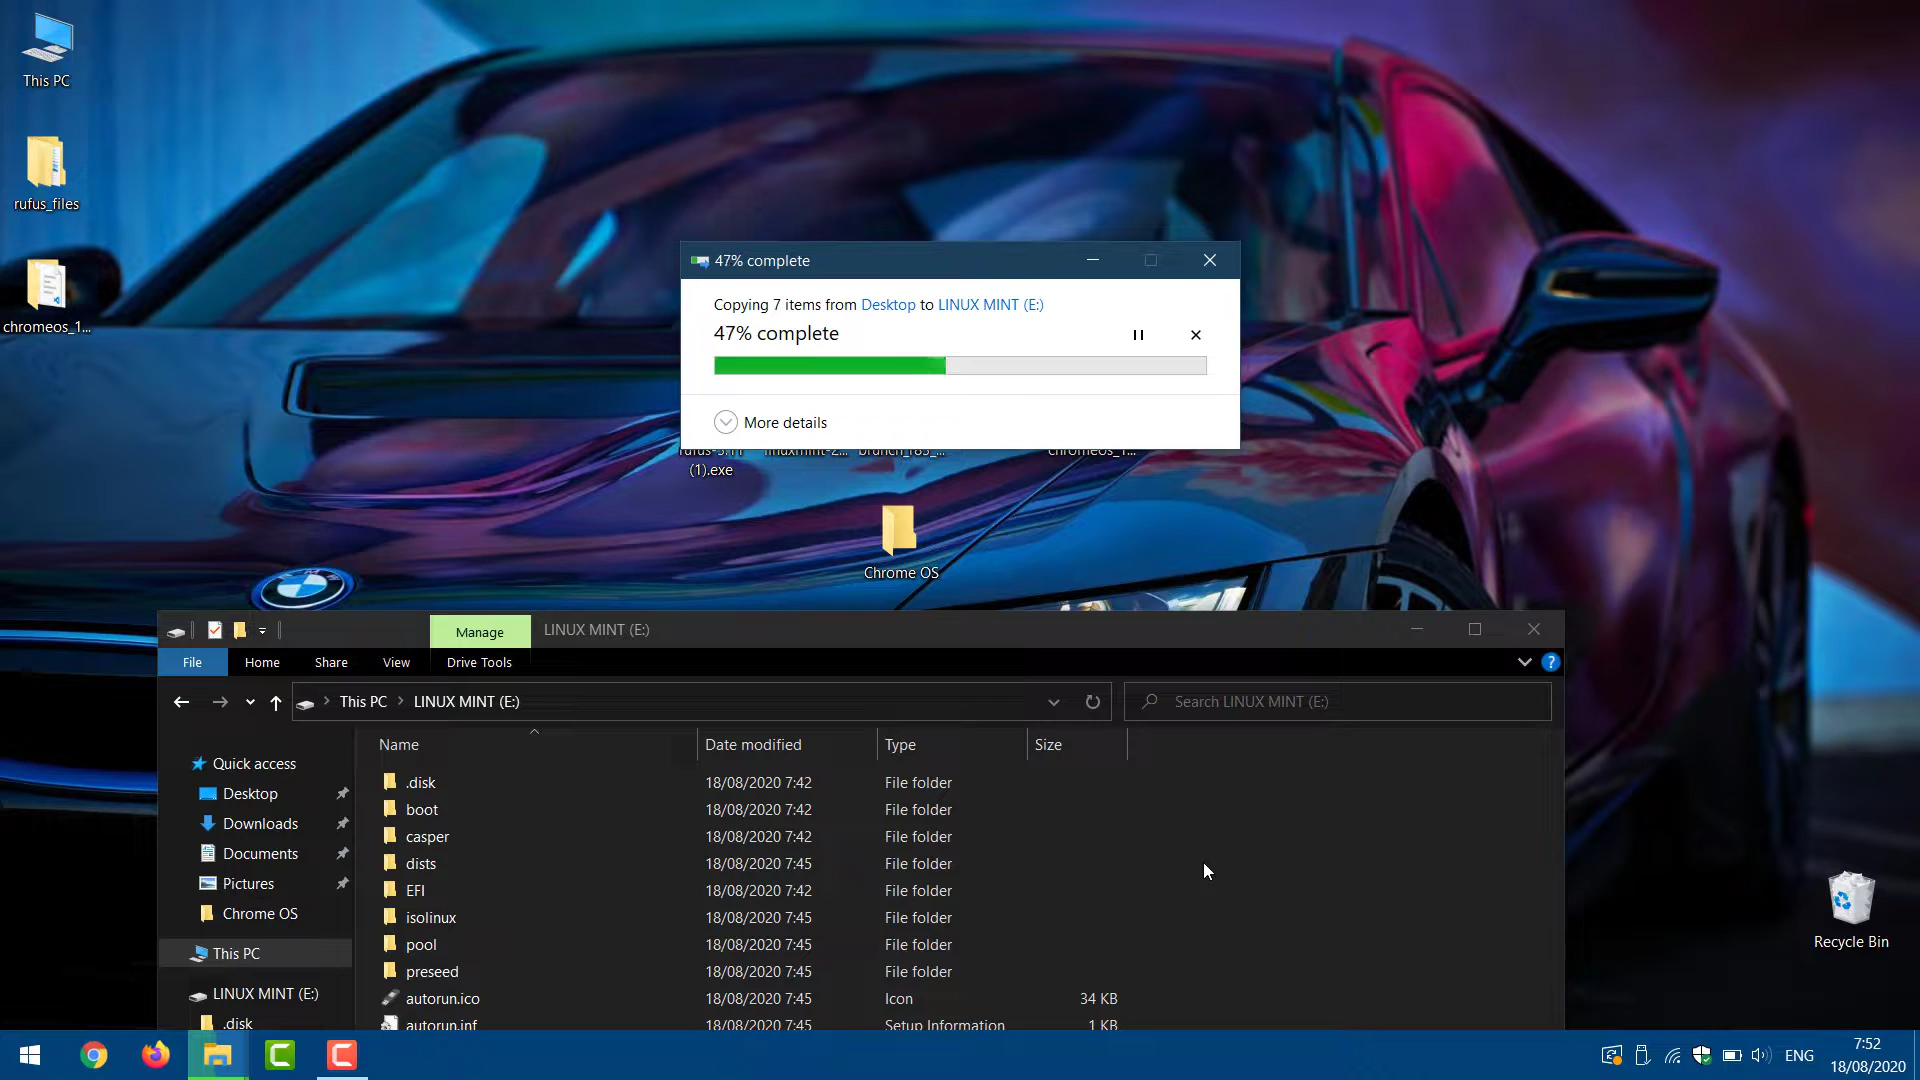 This PC
rufus_files
chromeos_1...
47% complete
Copying 7 items from Desktop to LINUX MINT (E:)
47% complete
More details
rufus-3.11
(1).exe
linuxmint-2...
brunch_r83_...
chromeos_1...
Chrome OS
Manage
LINUX MINT (E:)
File
Home
Share
View
Drive Tools
?
This PC
LINUX MINT (E:)
Search LINUX MINT (E:)
Name
Date modified
Type
Size
Quick access
Desktop
Downloads
Documents
Pictures
Chrome OS
This PC
LINUX MINT (E:)
.disk
.disk 18/08/2020 7:42 File folder
boot 18/08/2020 7:42 File folder
casper 18/08/2020 7:42 File folder
dists 18/08/2020 7:45 File folder
EFI 18/08/2020 7:42 File folder
isolinux 18/08/2020 7:45 File folder
pool 18/08/2020 7:45 File folder
preseed 18/08/2020 7:45 File folder
autorun.ico 18/08/2020 7:45 Icon 34 KB
autorun.inf 18/08/2020 7:45 Setup Information 1 KB
BMW
Recycle Bin
ENG
7:52
18/08/2020